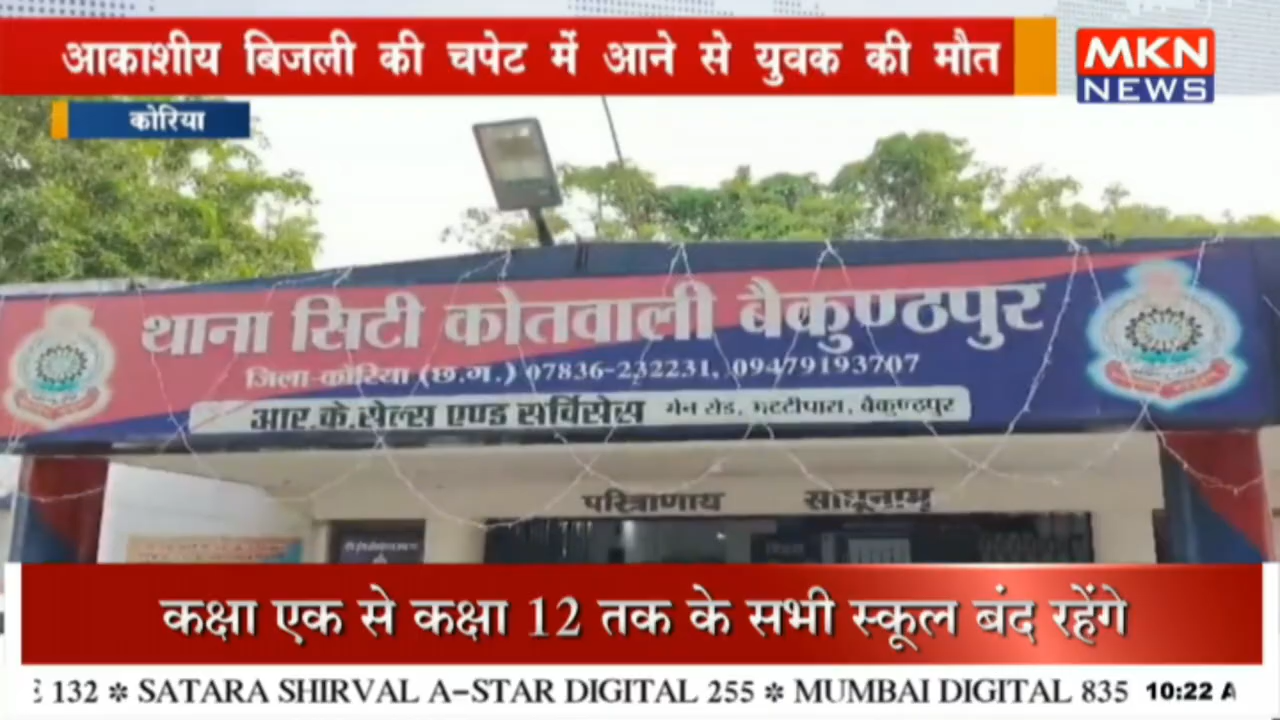 आकाशीय बिजली की चपेट में आने से युवक की मौत
MKN
NEWS
कोरिया
थाना सिटी कोतवाली बैकुण्ठपुर
जिला-कोरिया (छ.ग.) 07836-232231, 09479193707
आर.के.सेल्स एण्ड सर्विसेस मेन रोड, भट्टीपारा, बैकुण्ठपुर
परित्राणाय साधूनाम्
कक्षा एक से कक्षा 12 तक के सभी स्कूल बंद रहेंगे
132 * SATARA SHIRVAL A-STAR DIGITAL 255 * MUMBAI DIGITAL 835 10:22 A